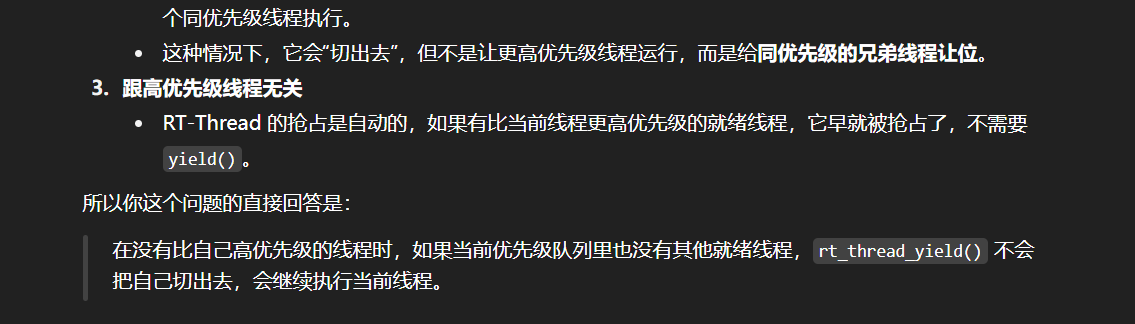 个同优先级线程执行。
• 这种情况下，它会“切出去”，但不是让更高优先级线程运行，而是给同优先级的兄弟线程让位。
3. 跟高优先级线程无关
• RT-Thread 的抢占是自动的，如果有比当前线程更高优先级的就绪线程，它早就被抢占了，不需要
yield()。
所以你这个问题的直接回答是：
在没有比自己高优先级的线程时，如果当前优先级队列里也没有其他就绪线程，rt_thread_yield() 不会
把自己切出去，会继续执行当前线程。